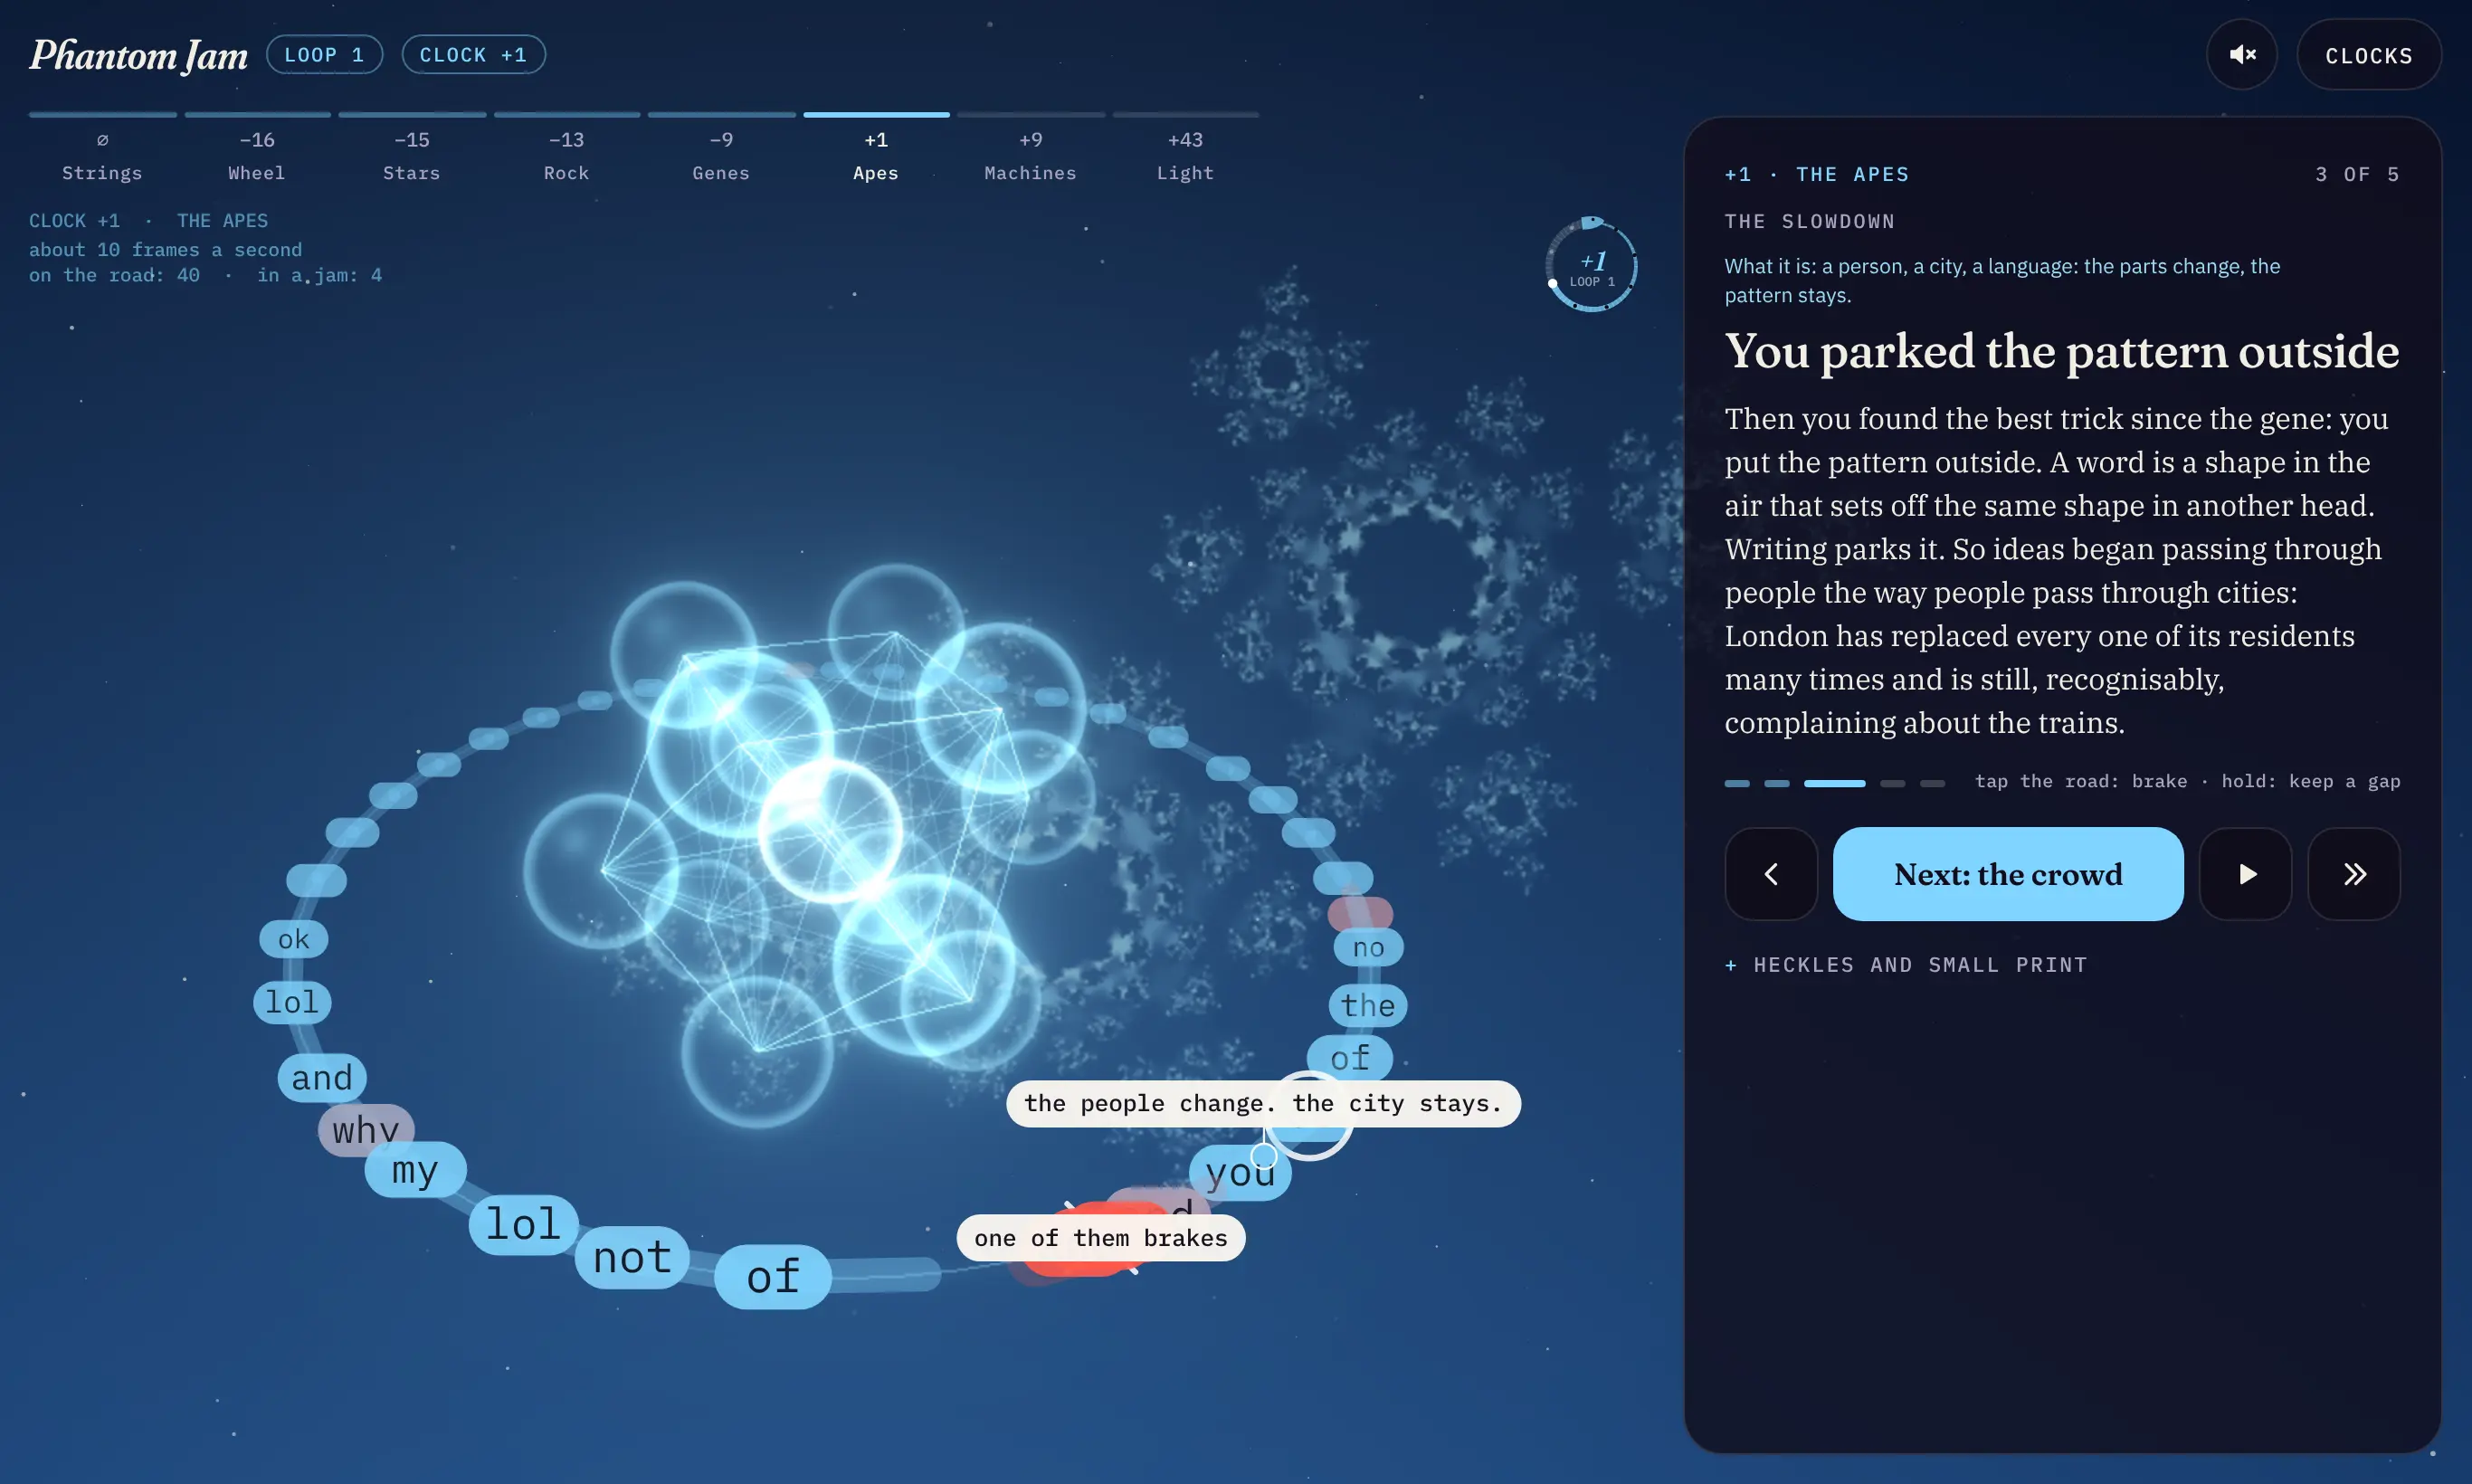 Phantom Jam
LOOP 1
CLOCK +1
CLOCKS
∅
Strings
−16
Wheel
−15
Stars
−13
Rock
−9
Genes
+1
Apes
+9
Machines
+43
Light
CLOCK +1 · THE APES
about 10 frames a second
on the road: 40 · in a jam: 4
+1
LOOP 1
ok
lol
and
why
my
lol
not
of
no
the
of
the people change. the city stays.
you
d
one of them brakes
+1 · THE APES
3 OF 5
THE SLOWDOWN
What it is: a person, a city, a language: the parts change, the
pattern stays.
You parked the pattern outside
Then you found the best trick since the gene: you
put the pattern outside. A word is a shape in the
air that sets off the same shape in another head.
Writing parks it. So ideas began passing through
people the way people pass through cities:
London has replaced every one of its residents
many times and is still, recognisably,
complaining about the trains.
tap the road: brake · hold: keep a gap
Next: the crowd
+ HECKLES AND SMALL PRINT